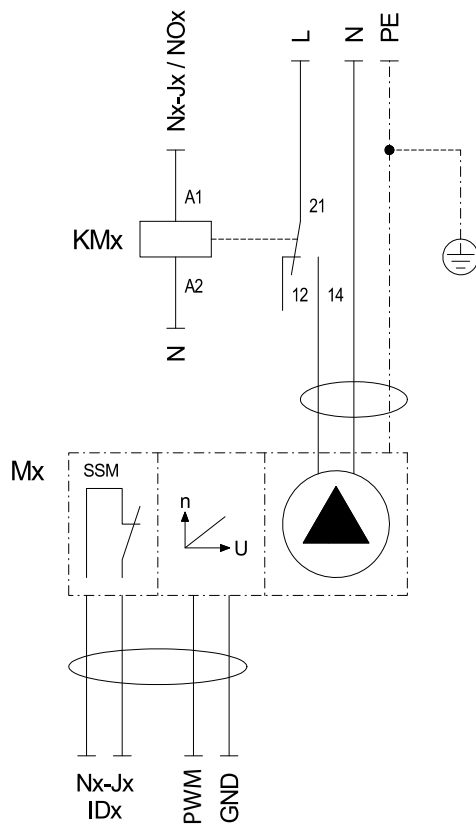 Nx-Jx / NOx
L
N
PE
A1
21
KMx
A2
12
14
N
Mx
SSM
n
U
Nx-Jx
IDx
PWM
GND